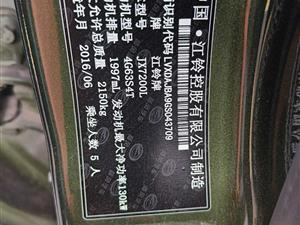 中国·江铃控股有限公司制造
识别代码 LVXDAJBA9GS043709
牌 江铃牌
型号 JX7200L
机型号 4G63S4T
机排量 1997mL 发动机最大净功率130kW
允许总质量 2150kg
年月 2016/06 乘坐人数 5人